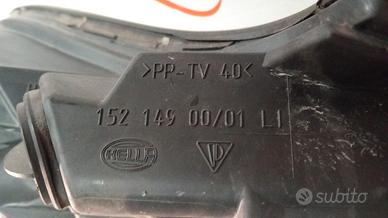 >PP-TV 40<
152 149 00/01 LI
HELLA
subito